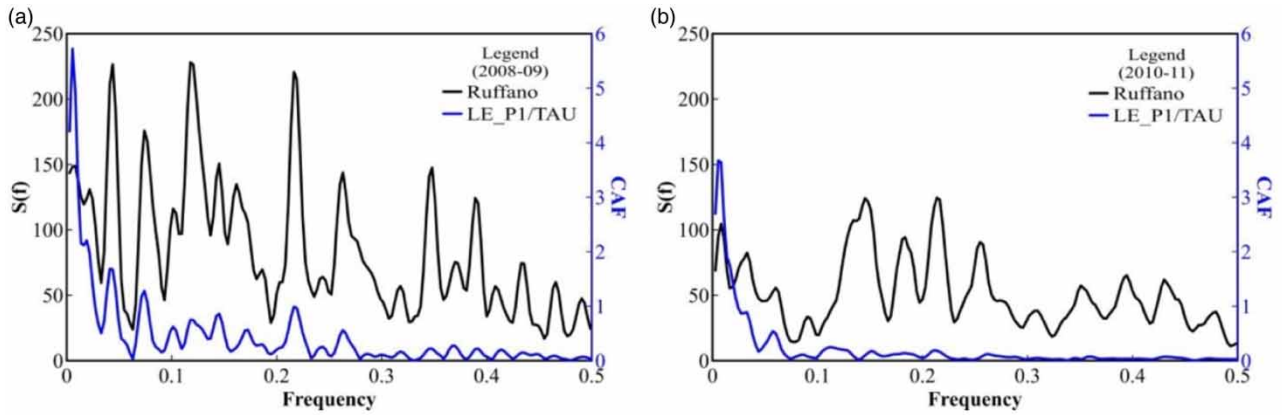 (a)
250
200
150
100
50
0
S(f)
Legend
(2008-09)
Ruffano
LE_P1/TAU
6
5
4
3
2
1
0
CAF
0 0.1 0.2 0.3 0.4 0.5
Frequency
(b)
250
200
150
100
50
0
S(f)
Legend
(2010-11)
Ruffano
LE_P1/TAU
6
5
4
3
2
1
0
CAF
0 0.1 0.2 0.3 0.4 0.5
Frequency